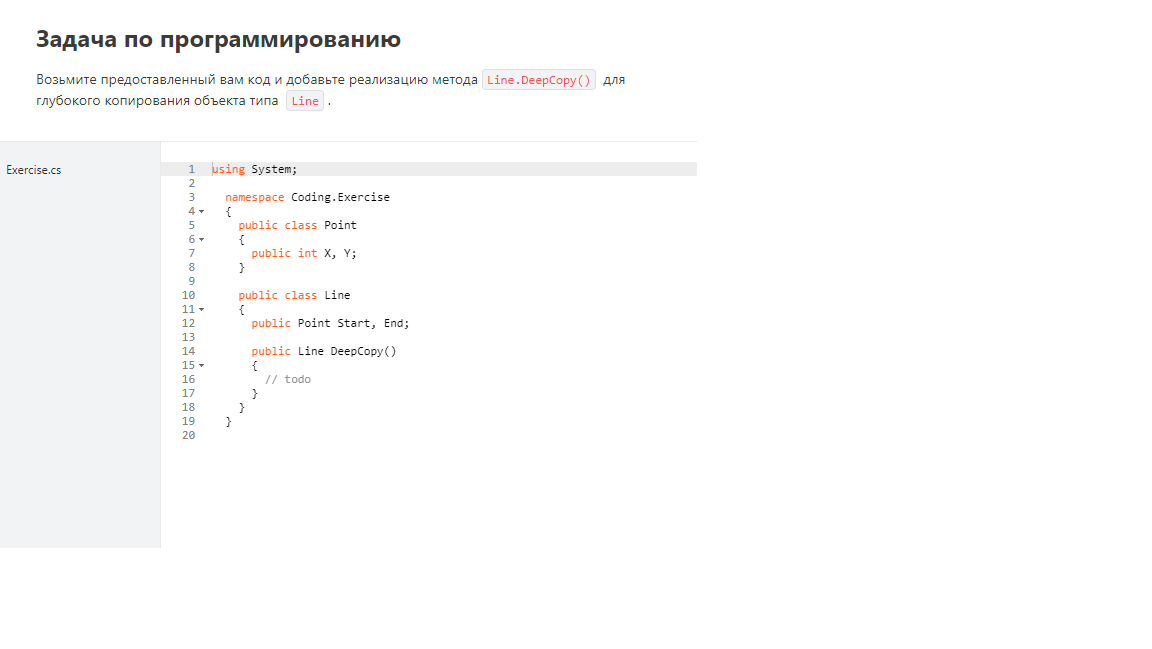 Задача по программированию
Возьмите предоставленный вам код и добавьте реализацию метода Line.DeepCopy() для
глубокого копирования объекта типа Line .
Exercise.cs
1 using System;
2
3 namespace Coding.Exercise
4 {
5 public class Point
6 {
7 public int X, Y;
8 }
9
10 public class Line
11 {
12 public Point Start, End;
13
14 public Line DeepCopy()
15 {
16 // todo
17 }
18 }
19 }
20